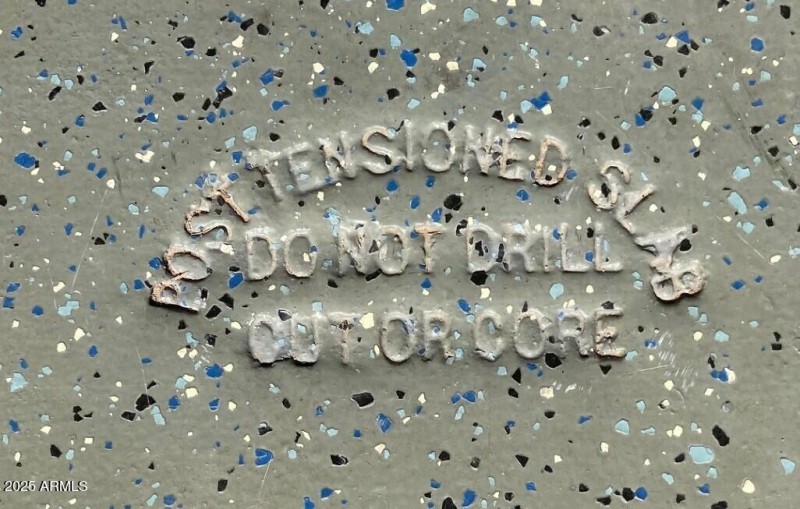 POST TENSIONED SLAB
DO NOT DRILL
CUT OR CORE
2025 ARMLS